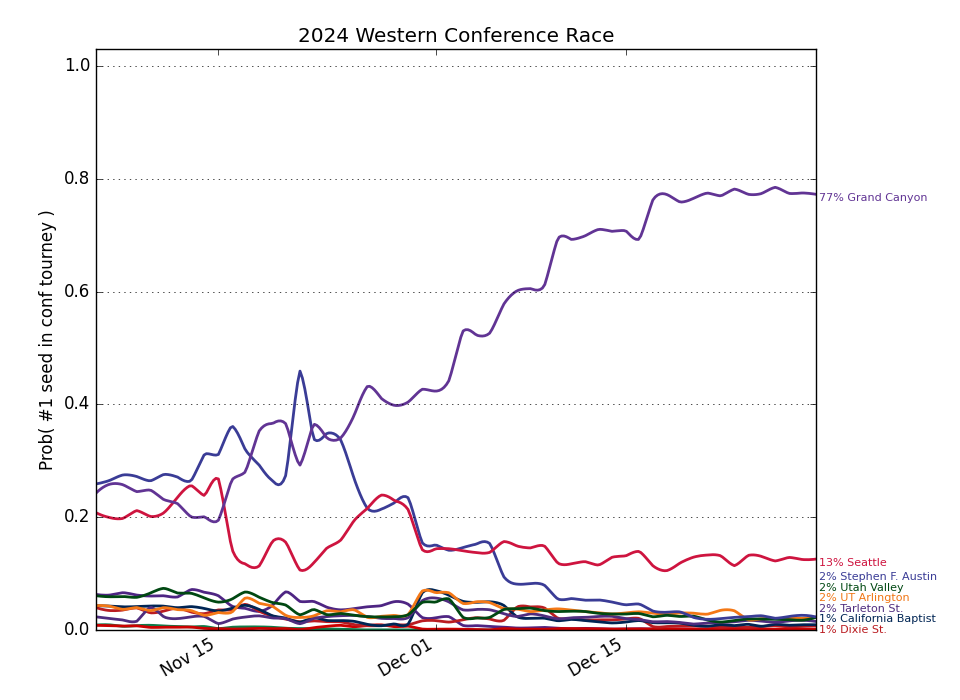 2024 Western Conference Race
Prob( #1 seed in conf tourney )
1.0
0.8
0.6
0.4
0.2
0.0
Nov 15
Dec 01
Dec 15
77% Grand Canyon
13% Seattle
2% Stephen F. Austin
2% Utah Valley
2% UT Arlington
2% Tarleton St.
1% California Baptist
1% Dixie St.